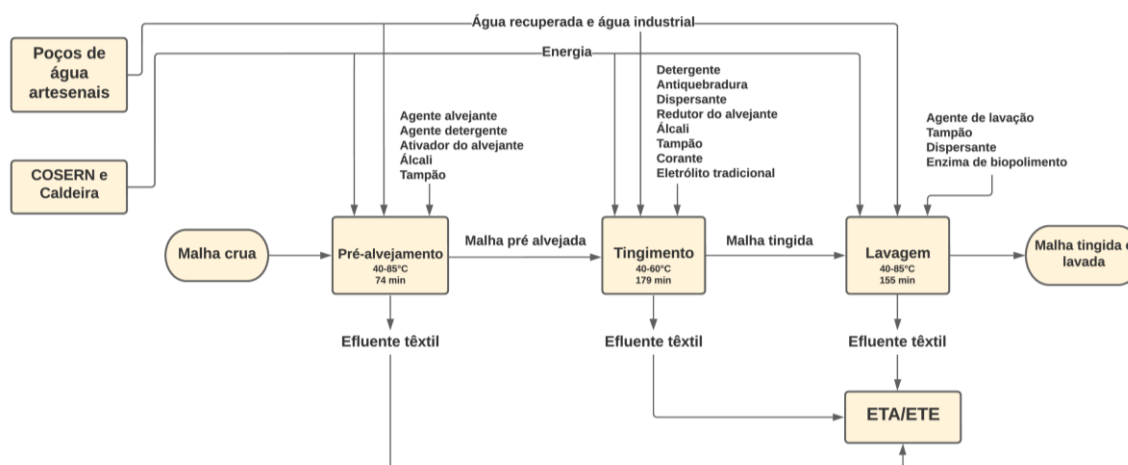 Água recuperada e água industrial
Energia
Poços de
água
artesenais
COSERN e
Caldeira
Agente alvejante
Agente detergente
Ativador do alvejante
Álcali
Tampão
Detergente
Antiquebradura
Dispersante
Redutor do alvejante
Álcali
Tampão
Corante
Eletrólito tradicional
Agente de lavação
Tampão
Dispersante
Enzima de biopolimento
Malha crua
Pré-alvejamento
40-85°C
74 min
Malha pré alvejada
Tingimento
40-60°C
179 min
Malha tingida
Lavagem
40-85°C
155 min
Malha tingida e
lavada
Efluente têxtil
Efluente têxtil
Efluente têxtil
ETA/ETE